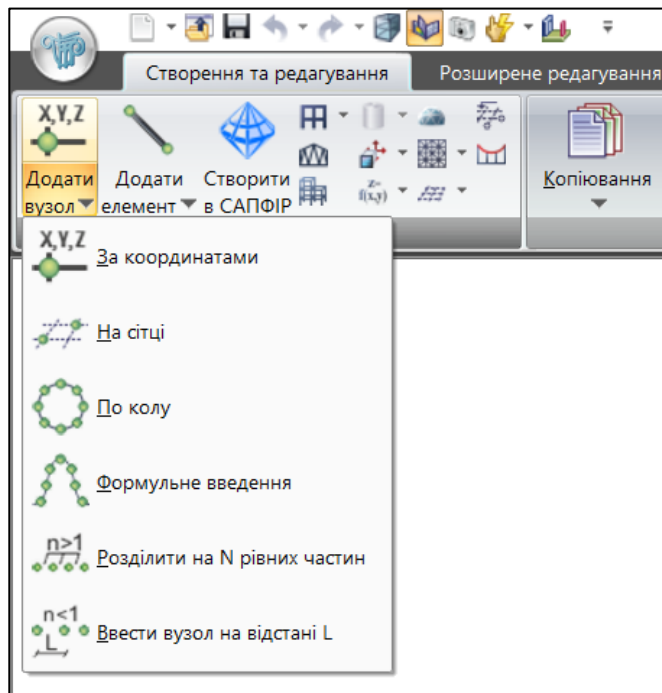 Створення та редагування
Розширене редагування
X,Y,Z
Додати вузол
Додати елемент
Створити в САПФІР
Z=
f(x,y)
Копіювання
X,Y,Z
За координатами
На сітці
По колу
Формульне введення
n>1
Розділити на N рівних частин
n<1
L
Ввести вузол на відстані L